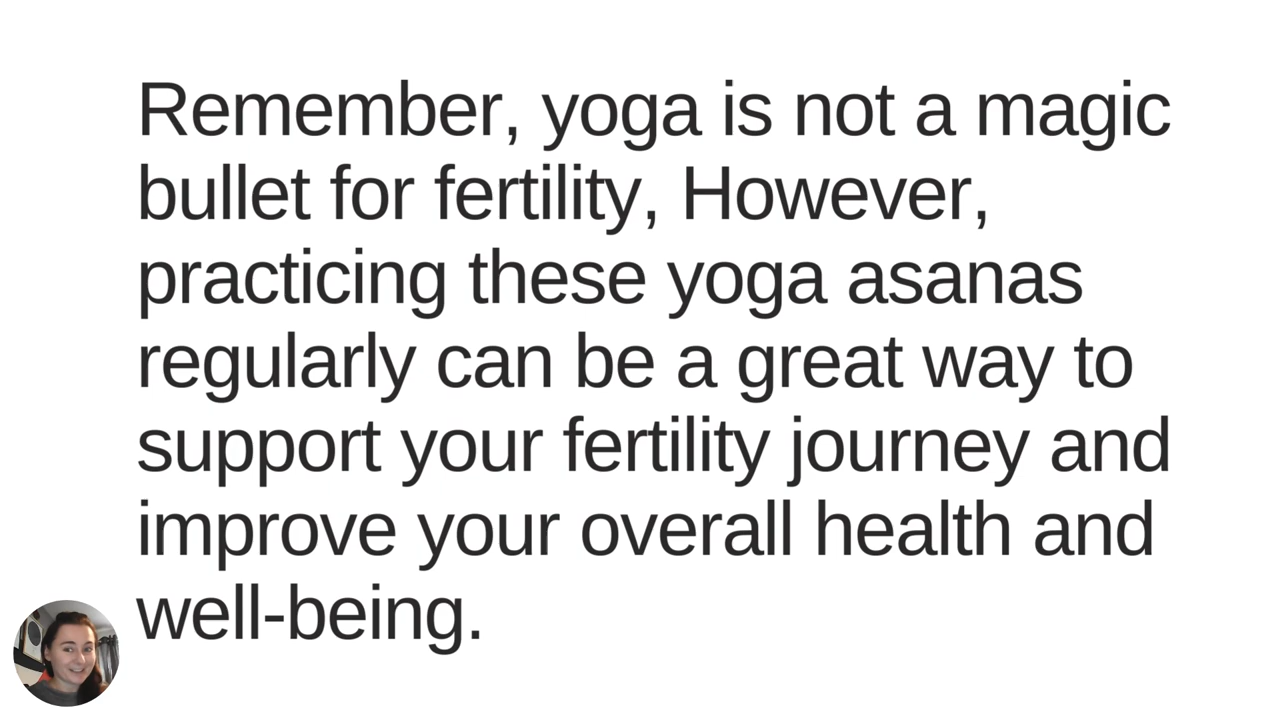 Remember, yoga is not a magic
bullet for fertility, However,
practicing these yoga asanas
regularly can be a great way to
support your fertility journey and
improve your overall health and
well-being.